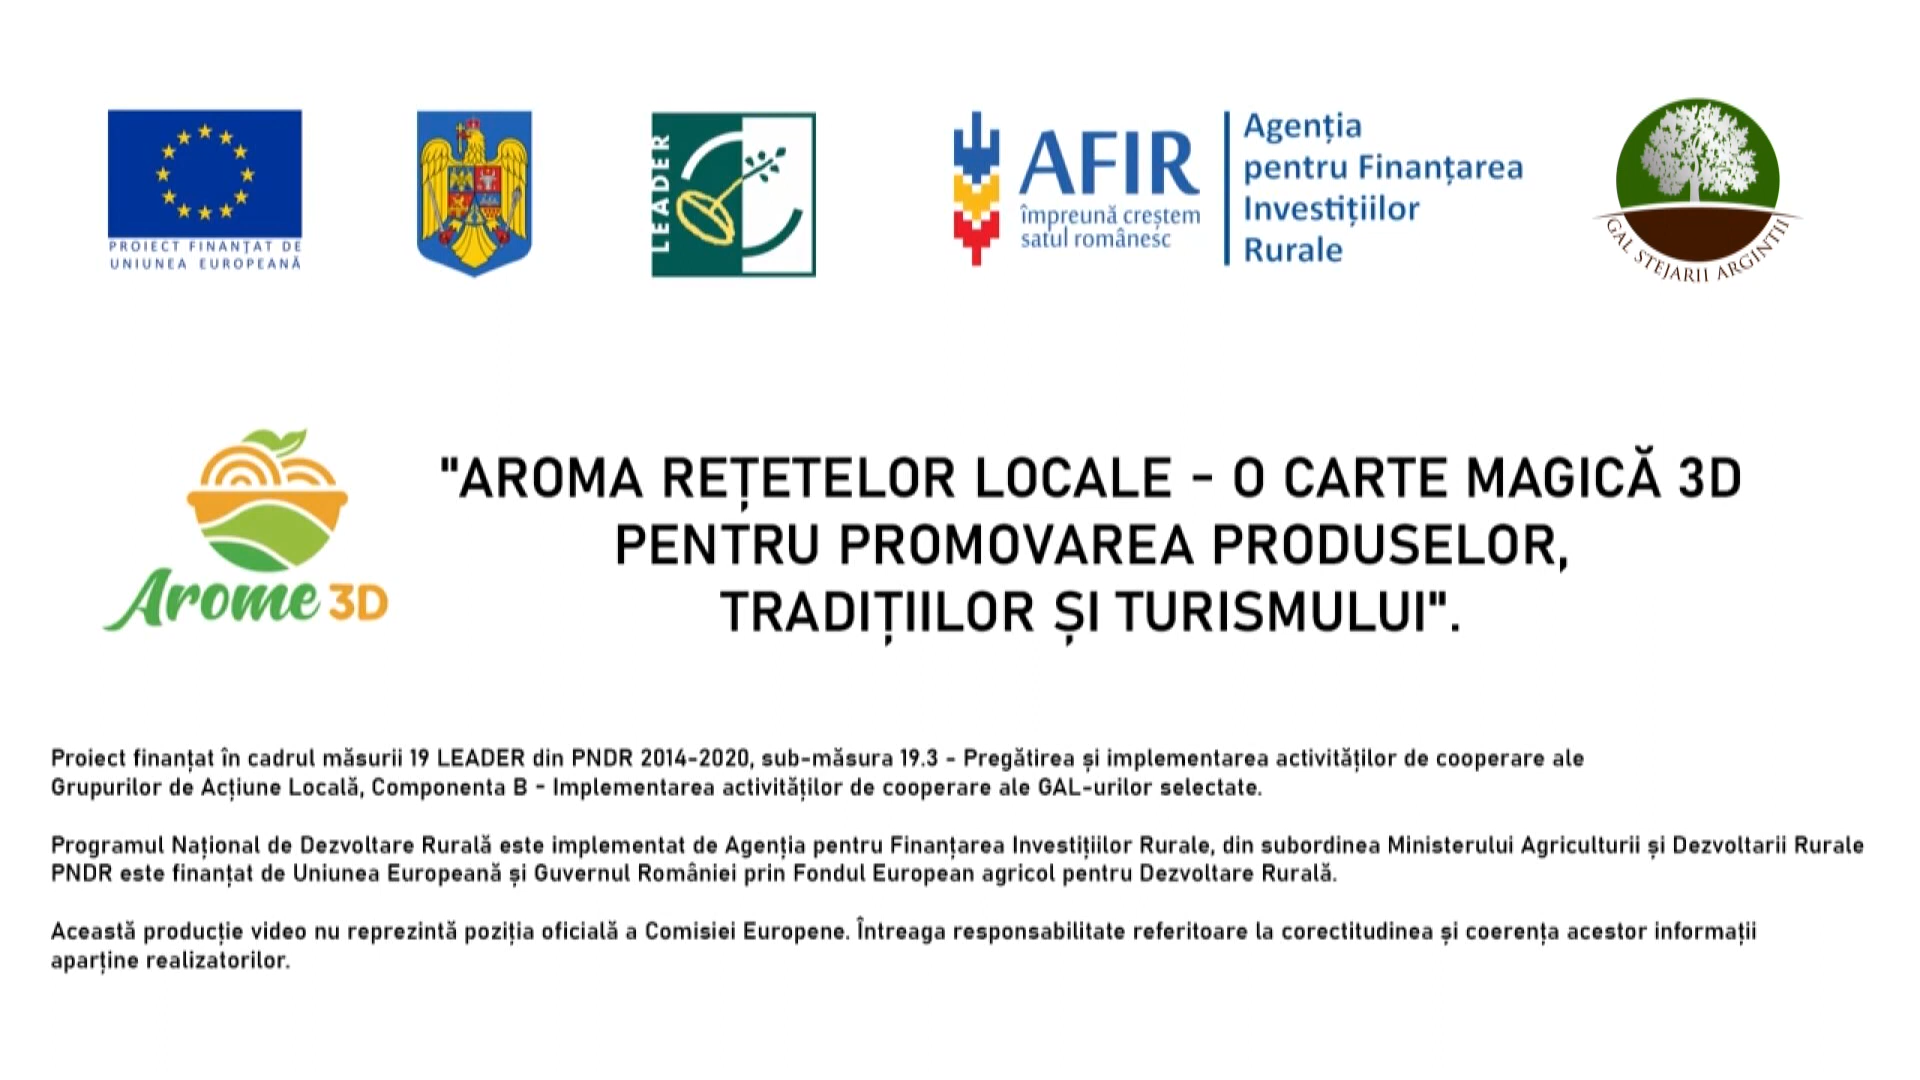 PROIECT FINANȚAT DE
UNIUNEA EUROPEANĂ
LEADER
AFIR
împreună creștem
satul românesc
Agenția
pentru Finanțarea
Investițiilor
Rurale
GAL STEJARII ARGINTII
Arome 3D
"AROMA REȚETELOR LOCALE - O CARTE MAGICĂ 3D
PENTRU PROMOVAREA PRODUSELOR,
TRADIȚIILOR ȘI TURISMULUI".
Proiect finanțat în cadrul măsurii 19 LEADER din PNDR 2014-2020, sub-măsura 19.3 - Pregătirea și implementarea activităților de cooperare ale
Grupurilor de Acțiune Locală, Componenta B - Implementarea activităților de cooperare ale GAL-urilor selectate.
Programul Național de Dezvoltare Rurală este implementat de Agenția pentru Finanțarea Investițiilor Rurale, din subordinea Ministerului Agriculturii și Dezvoltarii Rurale
PNDR este finanțat de Uniunea Europeană și Guvernul României prin Fondul European agricol pentru Dezvoltare Rurală.
Această producție video nu reprezintă poziția oficială a Comisiei Europene. Întreaga responsabilitate referitoare la corectitudinea și coerența acestor informații
aparține realizatorilor.